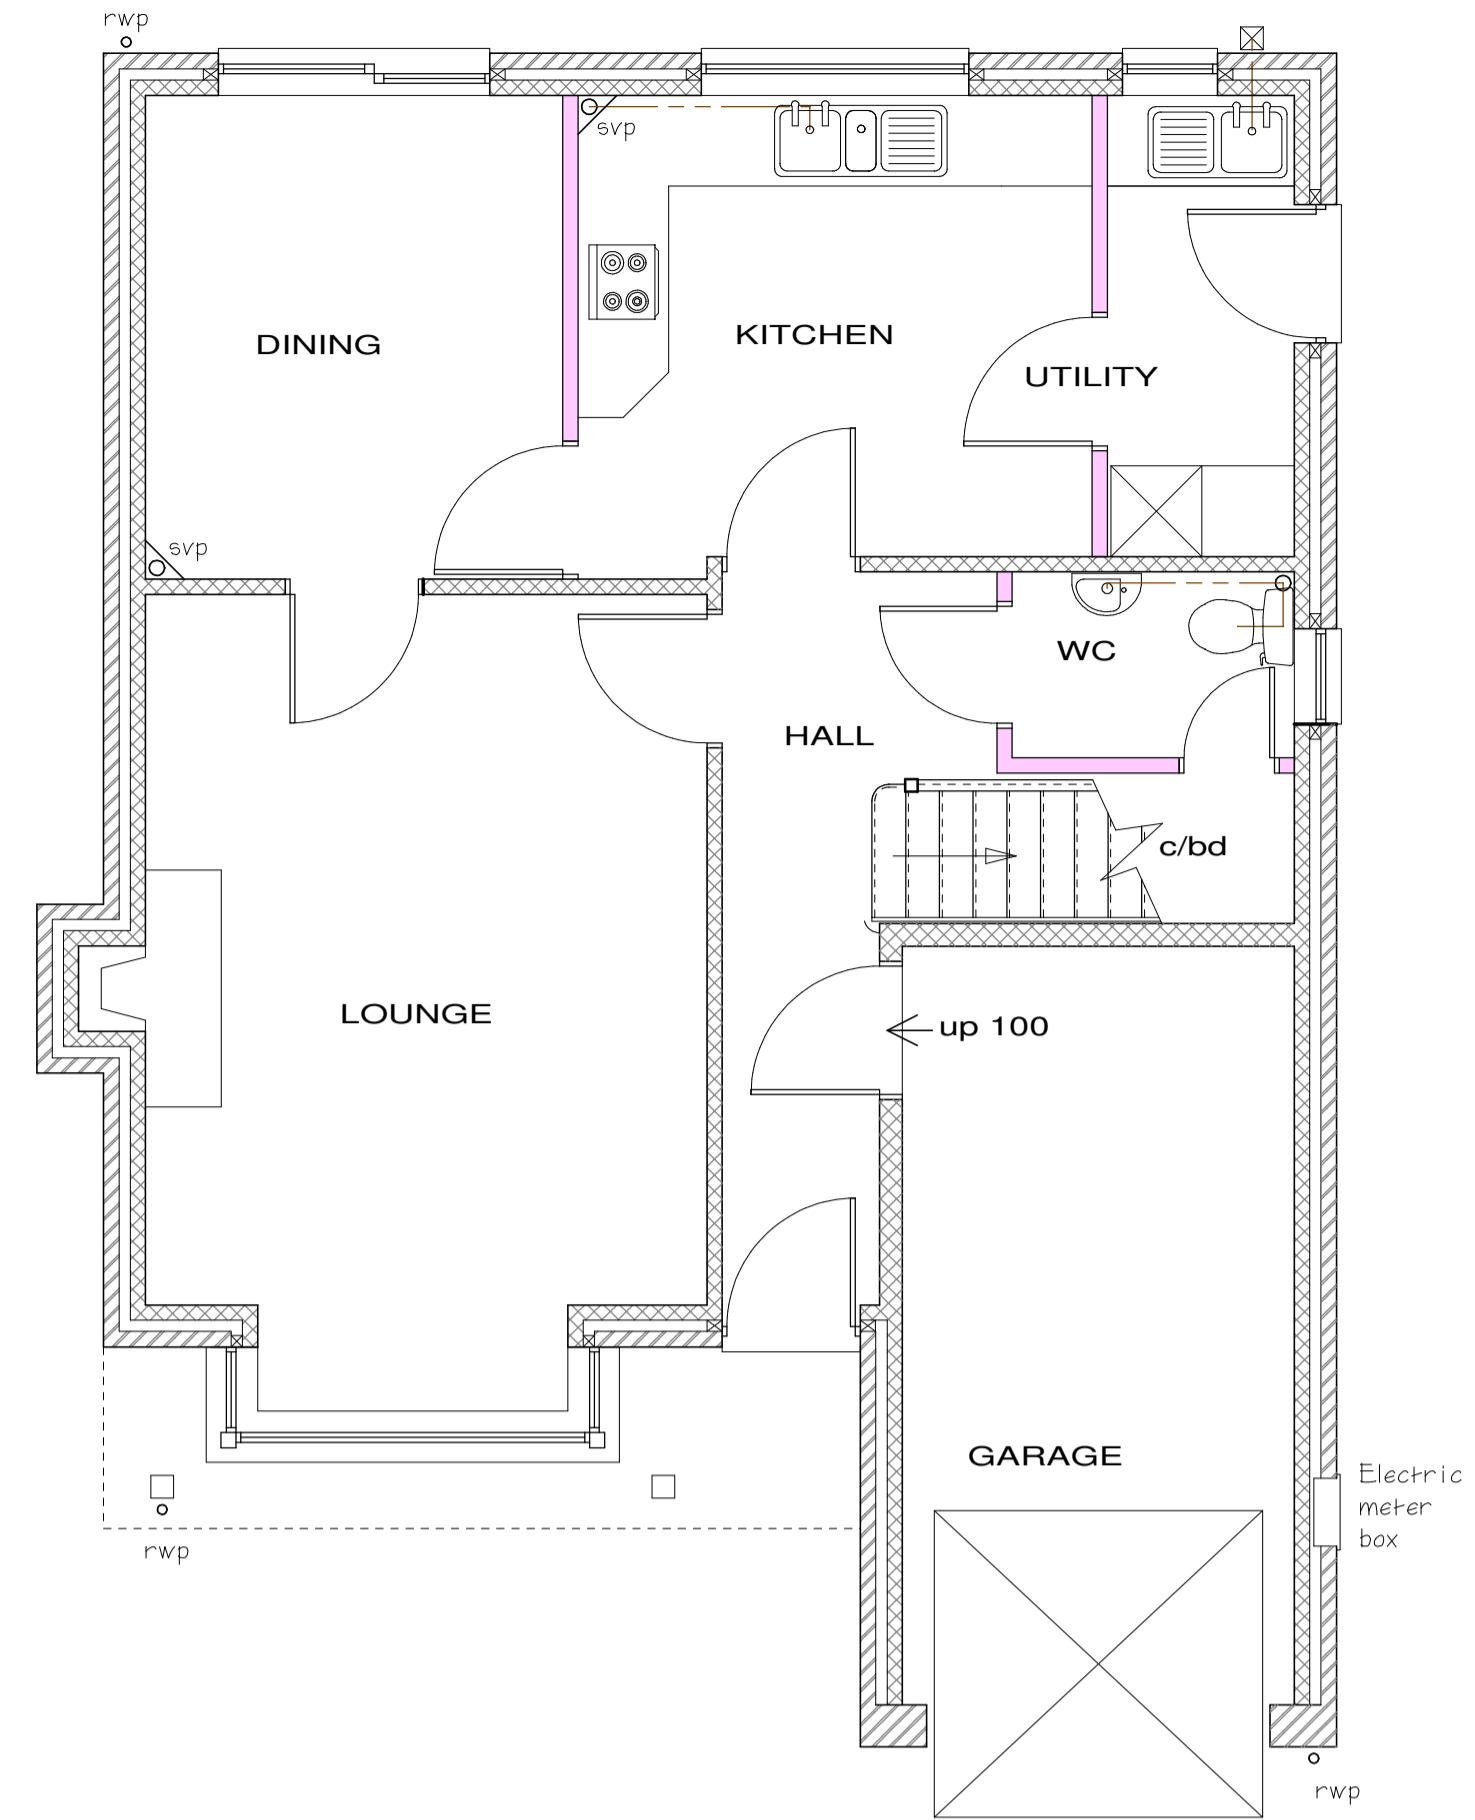 rwp
svp
DINING
KITCHEN
UTILITY
svp
WC
HALL
c/bd
LOUNGE
up 100
GARAGE
Electric
meter
box
rwp
rwp